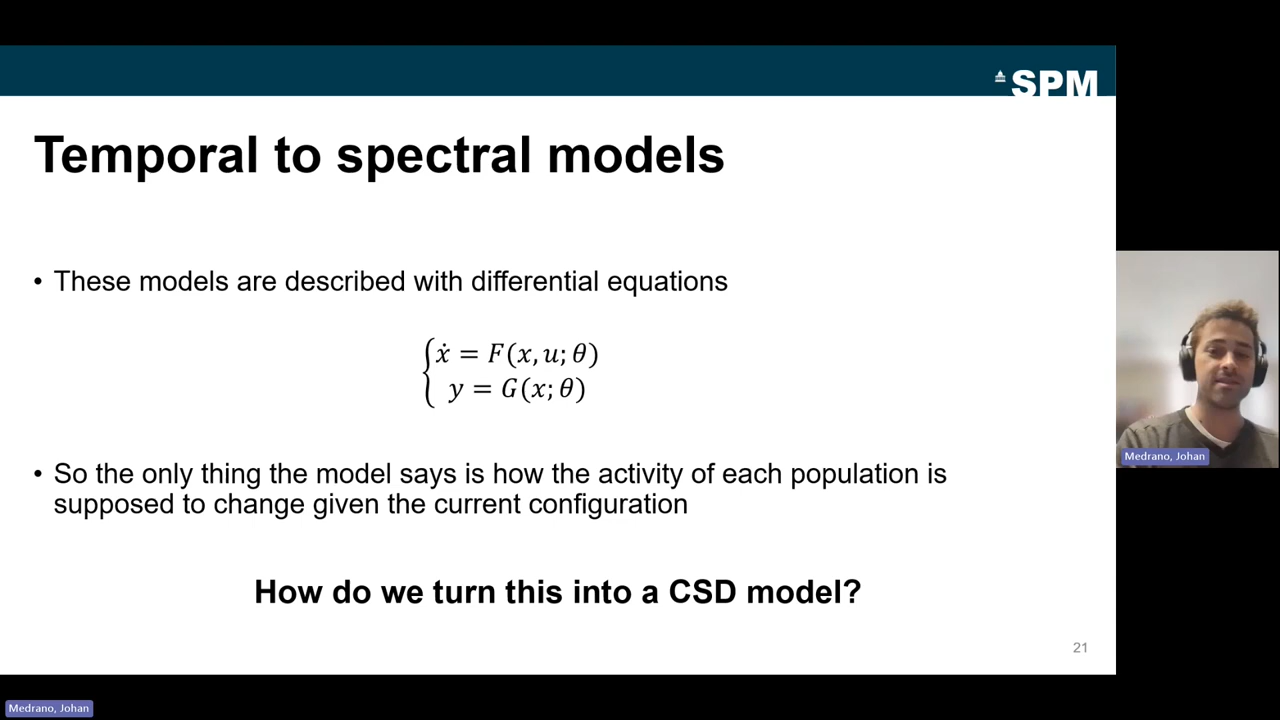 SPM
Temporal to spectral models
• These models are described with differential equations
ẋ = F(x, u; θ)
y = G(x; θ)
• So the only thing the model says is how the activity of each population is
supposed to change given the current configuration
How do we turn this into a CSD model?
21
Medrano, Johan
Medrano, Johan